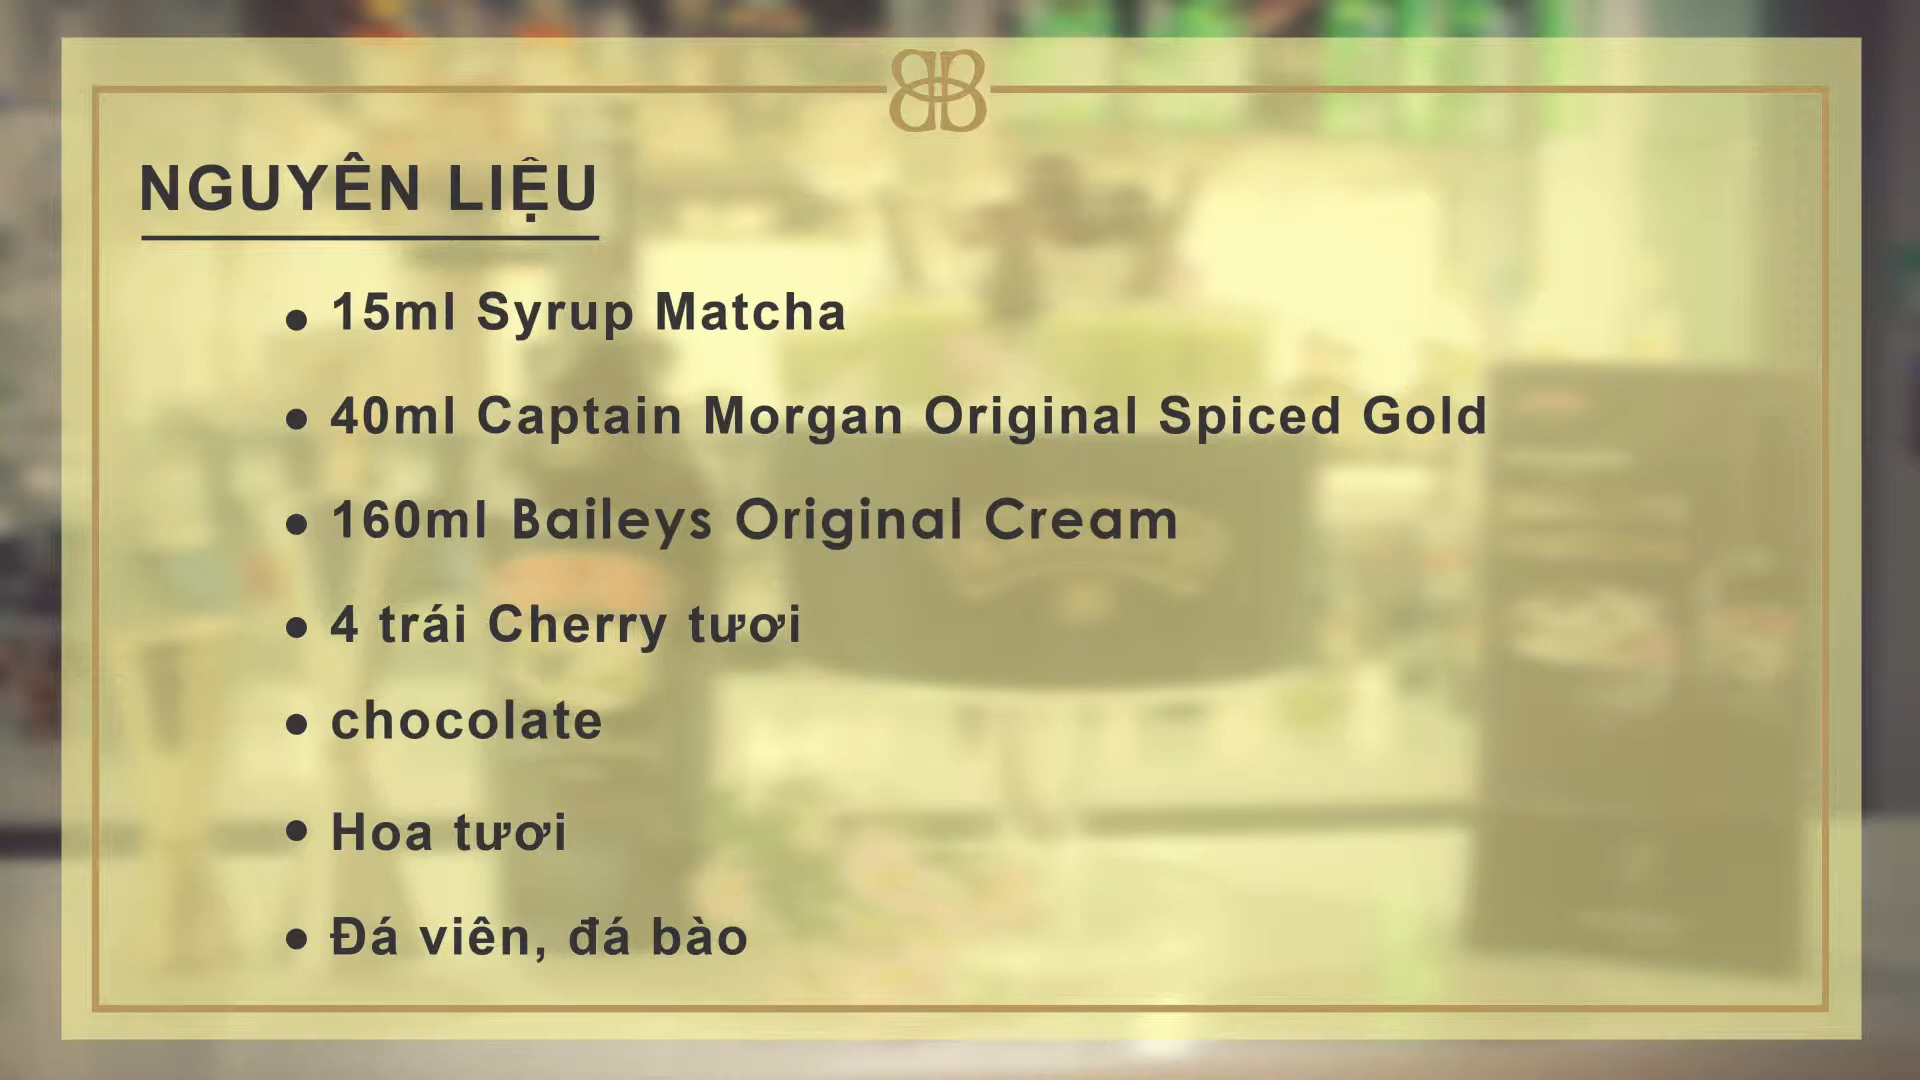 NGUYÊN LIỆU
15ml Syrup Matcha
40ml Captain Morgan Original Spiced Gold
160ml Baileys Original Cream
4 trái Cherry tươi
chocolate
Hoa tươi
Đá viên, đá bào